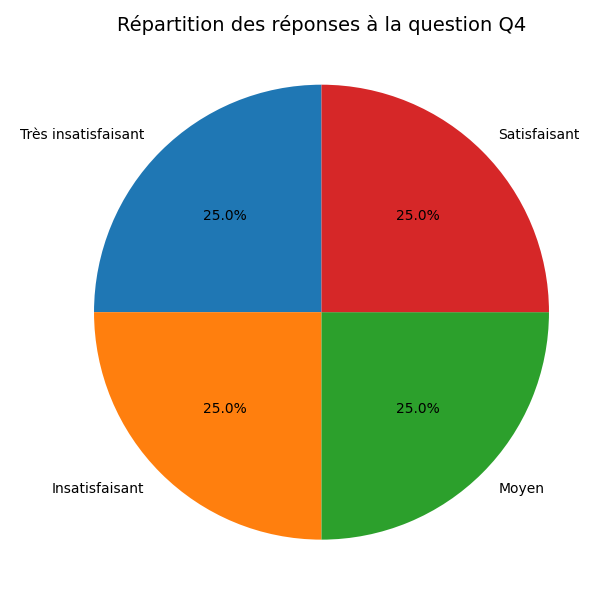 Répartition des réponses à la question Q4
Très insatisfaisant
Satisfaisant
25.0%
25.0%
25.0%
25.0%
Insatisfaisant
Moyen